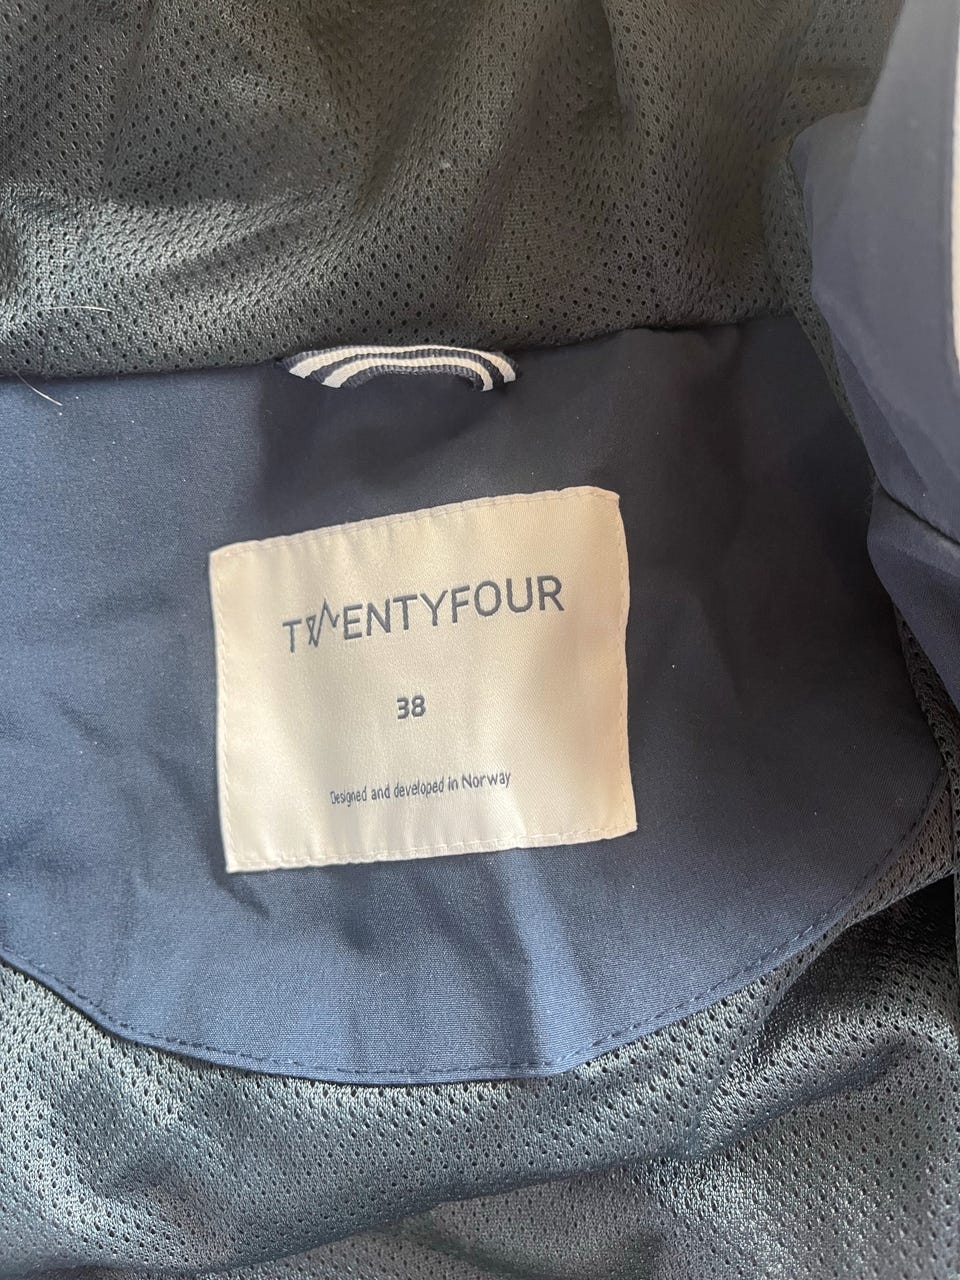 TWENTYFOUR
38
Designed and developed in Norway